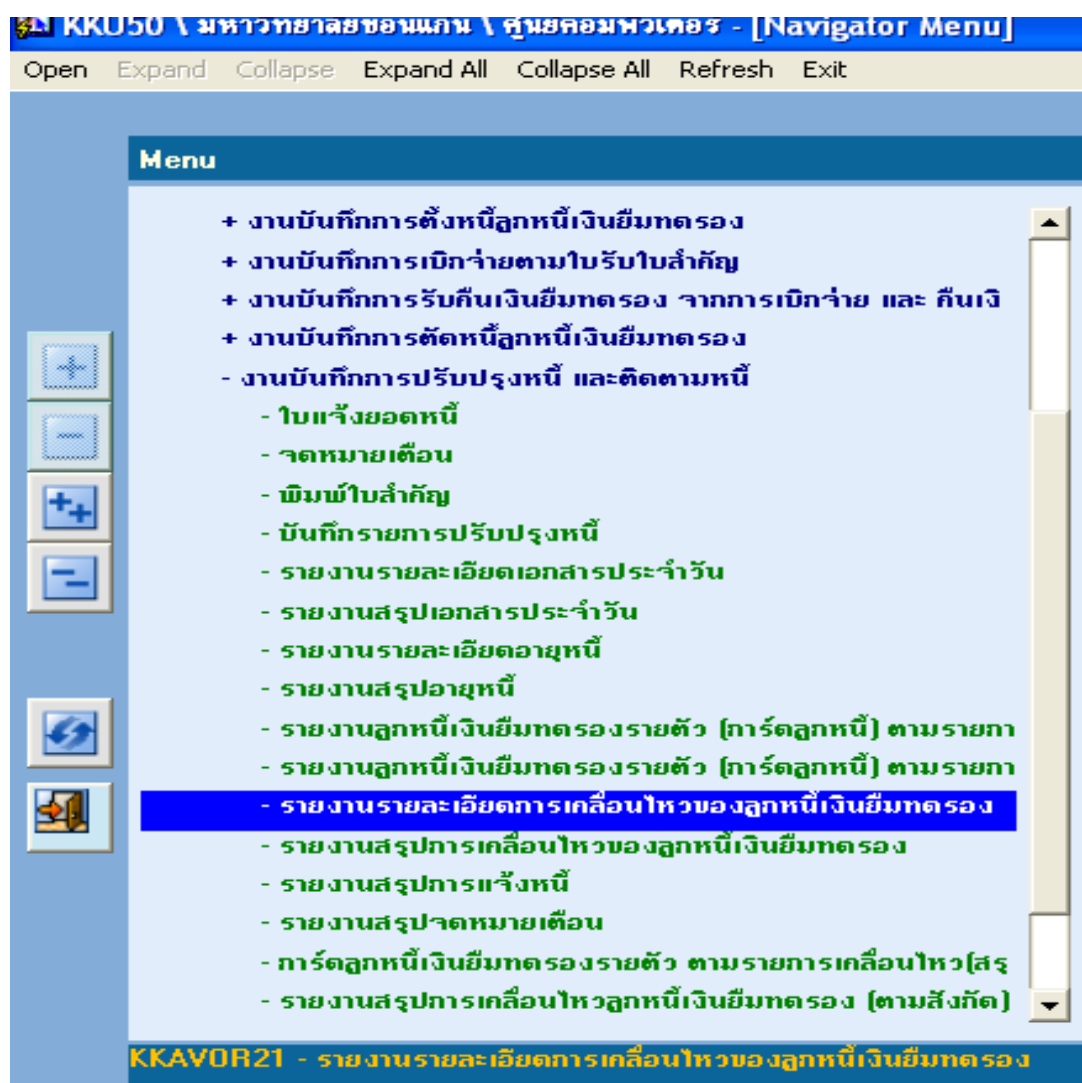 KKU50 \ มหาวิทยาลัยขอนแก่น \ ศูนย์คอมพิวเตอร์ - [Navigator Menu]
Open Expand Collapse Expand All Collapse All Refresh Exit
Menu
+ งานบันทึกการตั้งหนี้ลูกหนี้เงินยืมทดรอง
+ งานบันทึกการเบิกจ่ายตามใบรับใบสำคัญ
+ งานบันทึกการรับคืนเงินยืมทดรอง จากการเบิกจ่าย และ คืนเงิ
+ งานบันทึกการตัดหนี้ลูกหนี้เงินยืมทดรอง
- งานบันทึกการปรับปรุงหนี้ และติดตามหนี้
- ใบแจ้งยอดหนี้
- จดหมายเตือน
- พิมพ์ใบสำคัญ
- บันทึกรายการปรับปรุงหนี้
- รายงานรายละเอียดเอกสารประจำวัน
- รายงานสรุปเอกสารประจำวัน
- รายงานรายละเอียดอายุหนี้
- รายงานสรุปอายุหนี้
- รายงานลูกหนี้เงินยืมทดรองรายตัว (การ์ดลูกหนี้) ตามรายกา
- รายงานลูกหนี้เงินยืมทดรองรายตัว (การ์ดลูกหนี้) ตามรายกา
- รายงานรายละเอียดการเคลื่อนไหวของลูกหนี้เงินยืมทดรอง
- รายงานสรุปการเคลื่อนไหวของลูกหนี้เงินยืมทดรอง
- รายงานสรุปการแจ้งหนี้
- รายงานสรุปจดหมายเตือน
- การ์ดลูกหนี้เงินยืมทดรองรายตัว ตามรายการเคลื่อนไหว(สรุ
- รายงานสรุปการเคลื่อนไหวลูกหนี้เงินยืมทดรอง (ตามสังกัด)
KKAVOR21 - รายงานรายละเอียดการเคลื่อนไหวของลูกหนี้เงินยืมทดรอง